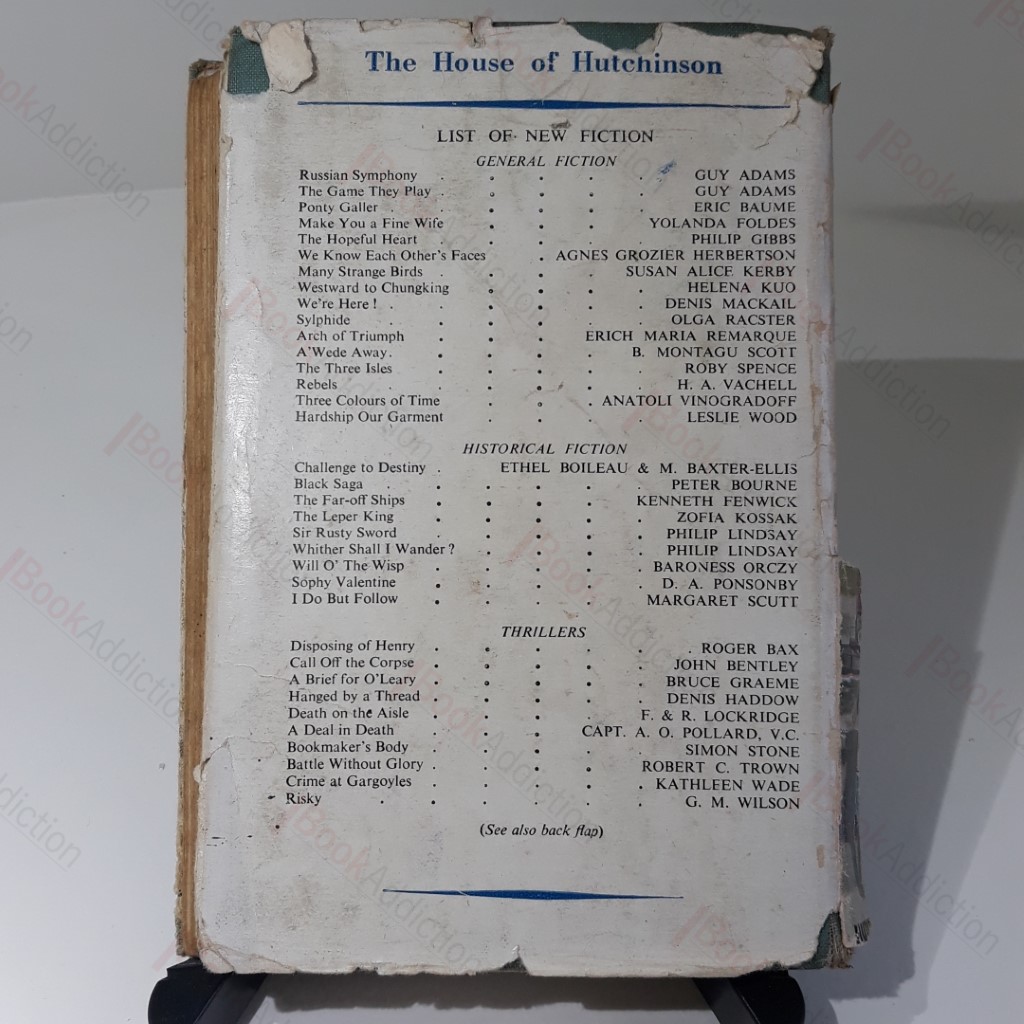 The House of Hutchinson
LIST OF NEW FICTION
GENERAL FICTION
Russian Symphony . . . . . GUY ADAMS
The Game They Play . . . . . GUY ADAMS
Ponty Galler . . . . . ERIC BAUME
Make You a Fine Wife . . . YOLANDA FOLDES
The Hopeful Heart . . . . . PHILIP GIBBS
We Know Each Other's Faces . AGNES GROZIER HERBERTSON
Many Strange Birds . . . . SUSAN ALICE KERBY
Westward to Chungking . . . . HELENA KUO
We're Here! . . . . . DENIS MACKAIL
Sylphide . . . . . . OLGA RACSTER
Arch of Triumph . . . ERICH MARIA REMARQUE
A'Wede Away . . . . B. MONTAGU SCOTT
The Three Isles . . . . . ROBY SPENCE
Rebels . . . . . . H. A. VACHELL
Three Colours of Time . . . ANATOLI VINOGRADOFF
Hardship Our Garment . . . . LESLIE WOOD
HISTORICAL FICTION
Challenge to Destiny . ETHEL BOILEAU & M. BAXTER-ELLIS
Black Saga . . . . . . PETER BOURNE
The Far-off Ships . . . . KENNETH FENWICK
The Leper King . . . . . ZOFIA KOSSAK
Sir Rusty Sword . . . . . PHILIP LINDSAY
Whither Shall I Wander? . . . . PHILIP LINDSAY
Will O' The Wisp . . . . . BARONESS ORCZY
Sophy Valentine . . . . . D. A. PONSONBY
I Do But Follow . . . . . MARGARET SCUTT
THRILLERS
Disposing of Henry . . . . . . ROGER BAX
Call Off the Corpse . . . . . JOHN BENTLEY
A Brief for O'Leary . . . . . BRUCE GRAEME
Hanged by a Thread . . . . . DENIS HADDOW
Death on the Aisle . . . . F. & R. LOCKRIDGE
A Deal in Death . . . CAPT. A. O. POLLARD, V.C.
Bookmaker's Body . . . . . SIMON STONE
Battle Without Glory . . . . ROBERT C. TROWN
Crime at Gargoyles . . . . . KATHLEEN WADE
Risky . . . . . . G. M. WILSON
(See also back flap)
BookAddiction